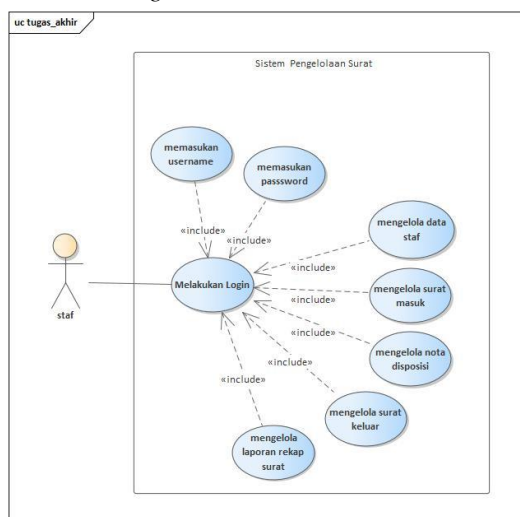 uc tugas_akhir
Sistem Pengelolaan Surat
memasukan
username
memasukan
passsword
«include»
«include»
mengelola data
staf
«include»
Melakukan Login
mengelola surat
masuk
«include»
staf
«include»
mengelola nota
disposisi
«include»
mengelola surat
keluar
«include»
mengelola
laporan rekap
surat